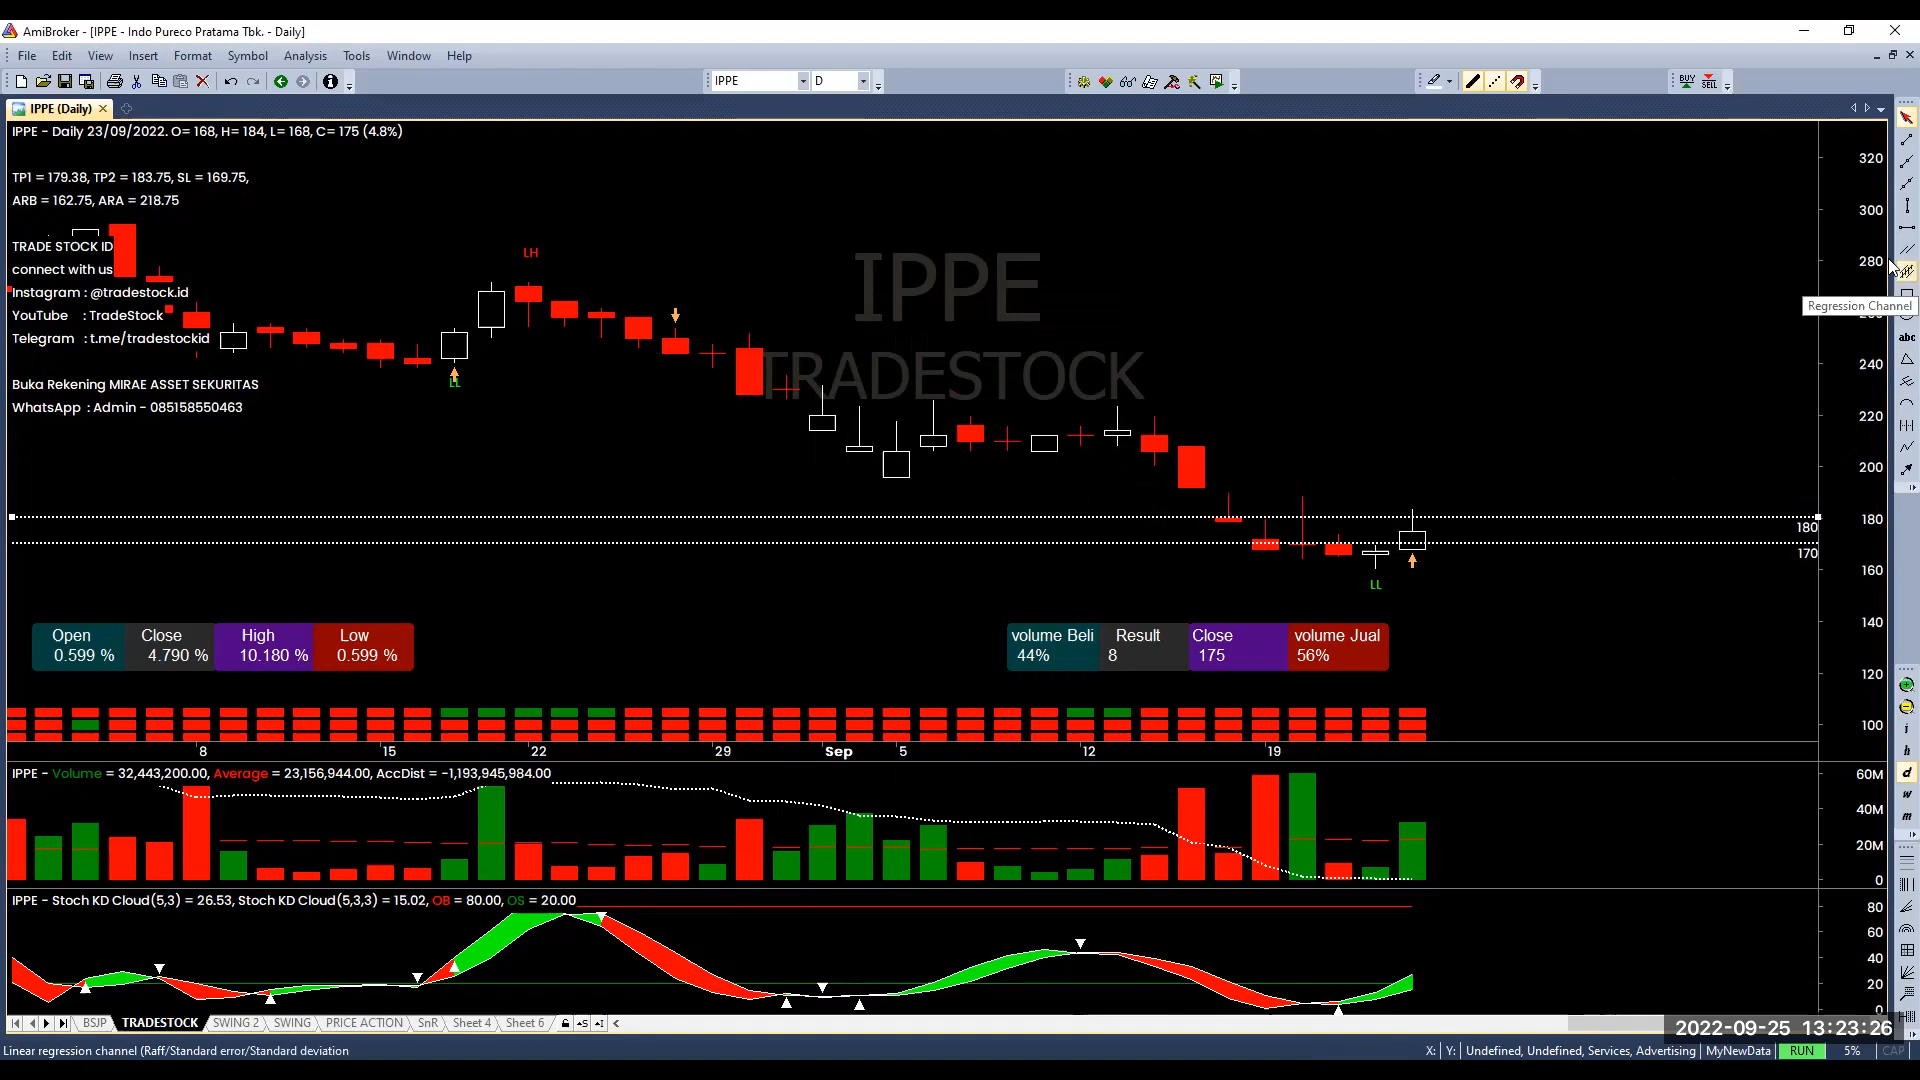 AmiBroker - [IPPE - Indo Pureco Pratama Tbk. - Daily]
File Edit View Insert Format Symbol Analysis Tools Window Help
IPPE D BUY SELL
IPPE (Daily)
IPPE - Daily 23/09/2022. O= 168, H= 184, L= 168, C= 175 (4.8%)
TP1 = 179.38, TP2 = 183.75, SL = 169.75,
ARB = 162.75, ARA = 218.75
TRADE STOCK ID
connect with us
Instagram : @tradestock.id
YouTube : TradeStock
Telegram : t.me/tradestockid
Buka Rekening MIRAE ASSET SEKURITAS
WhatsApp : Admin - 085158550463
LH
LL
IPPE
TRADESTOCK
LL
320
300
280
Regression Channel
240
220
200
180
160
140
120
100
180
170
abc
Open Close High Low
0.599 % 4.790 % 10.180 % 0.599 %
volume Beli Result Close volume Jual
44% 8 175 56%
8 15 22 29 Sep 5 12 19
IPPE - Volume = 32,443,200.00, Average = 23,156,944.00, AccDist = -1,193,945,984.00
60M
40M
20M
0
i
h
d
w
m
IPPE - Stoch KD Cloud(5,3) = 26.53, Stoch KD Cloud(5,3,3) = 15.02, OB = 80.00, OS = 20.00
80
60
40
20
0
BSJP TRADESTOCK SWING 2 SWING PRICE ACTION SnR Sheet 4 Sheet 6
2022-09-25 13:23:26
Linear regression channel (Raff/Standard error/Standard deviation
X: Y: Undefined, Undefined, Services, Advertising MyNewData RUN 5% CAP